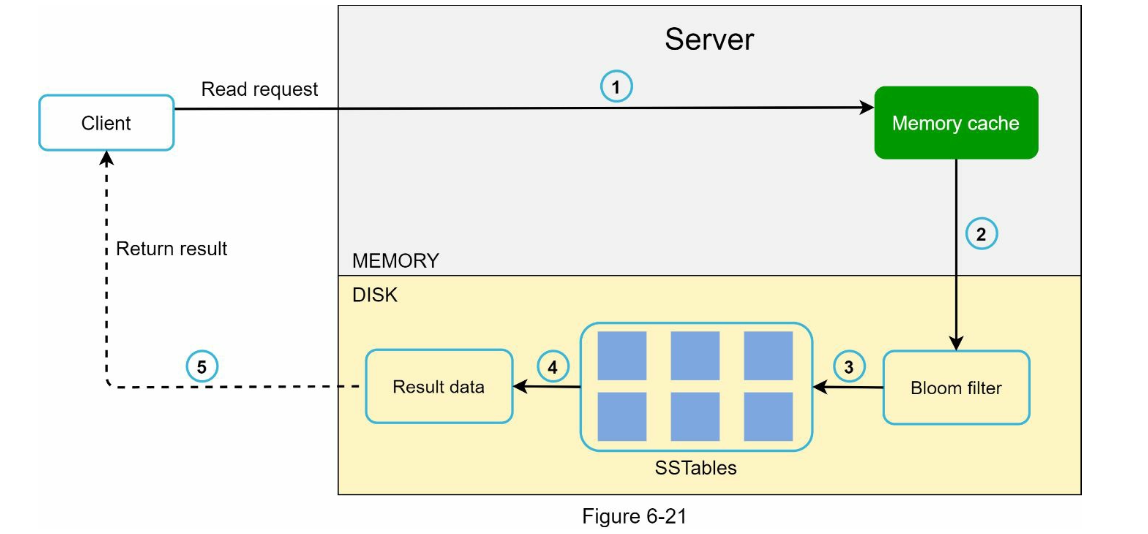 Server
Read request
1
Client
Memory cache
2
Return result
MEMORY
DISK
5
Result data
4
3
Bloom filter
SSTables
Figure 6-21